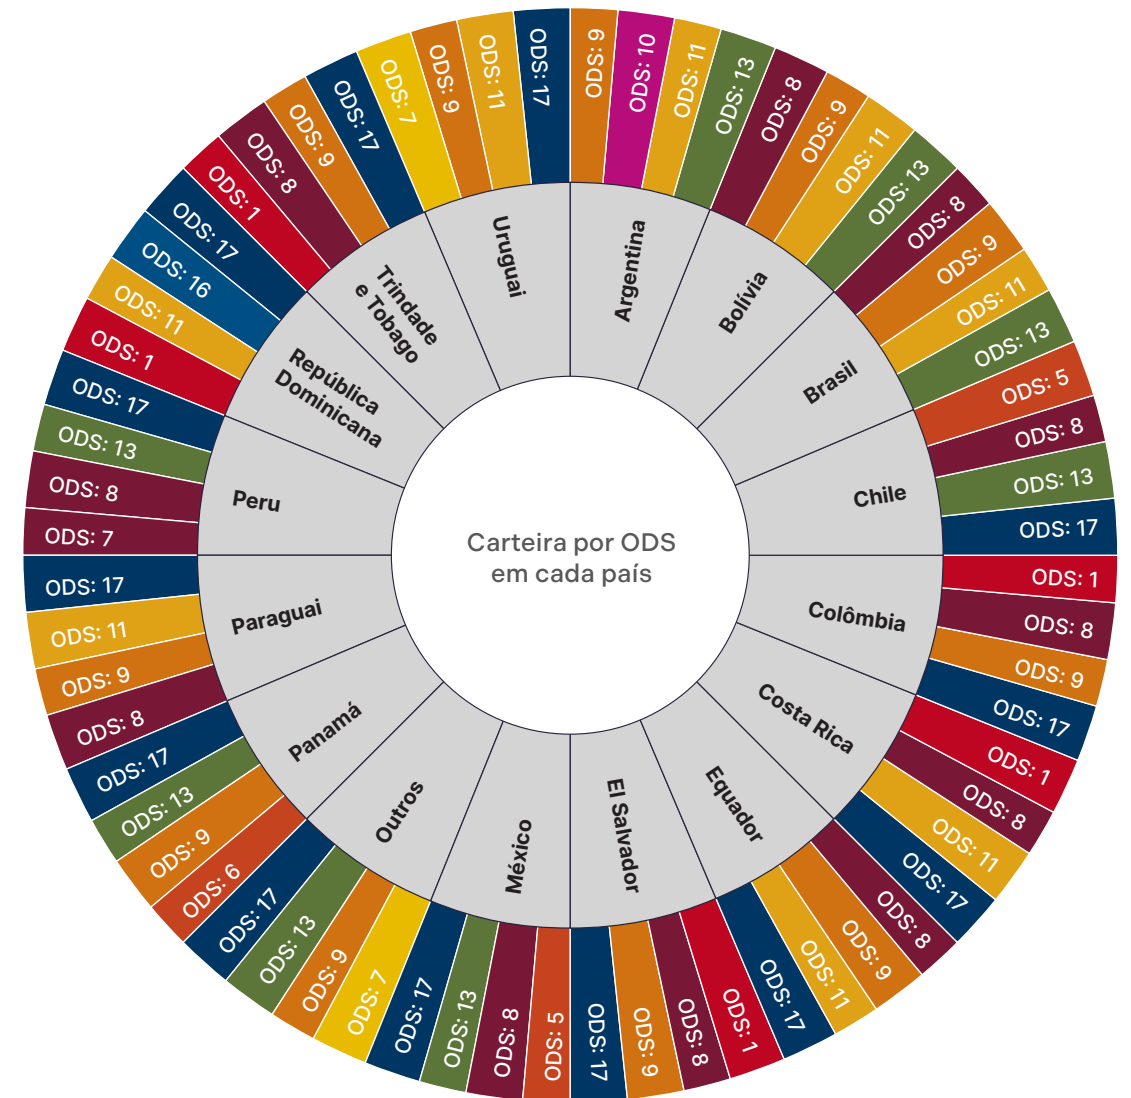 Carteira por ODS
em cada país
Argentina
ODS: 9
ODS: 10
ODS: 11
ODS: 13
Bolívia
ODS: 8
ODS: 9
ODS: 11
ODS: 13
Brasil
ODS: 8
ODS: 9
ODS: 11
ODS: 13
Chile
ODS: 5
ODS: 8
ODS: 13
ODS: 17
Colômbia
ODS: 1
ODS: 8
ODS: 9
ODS: 17
Costa Rica
ODS: 1
ODS: 8
ODS: 11
ODS: 17
Equador
ODS: 8
ODS: 9
ODS: 11
ODS: 17
El Salvador
ODS: 1
ODS: 8
ODS: 9
ODS: 17
México
ODS: 5
ODS: 8
ODS: 13
ODS: 17
Outros
ODS: 7
ODS: 9
ODS: 13
ODS: 17
Panamá
ODS: 6
ODS: 9
ODS: 13
ODS: 17
Paraguai
ODS: 8
ODS: 9
ODS: 11
ODS: 17
Peru
ODS: 7
ODS: 8
ODS: 13
ODS: 17
República
Dominicana
ODS: 1
ODS: 11
ODS: 16
ODS: 17
Trindade
e Tobago
ODS: 1
ODS: 8
ODS: 9
ODS: 17
Uruguai
ODS: 7
ODS: 9
ODS: 11
ODS: 17